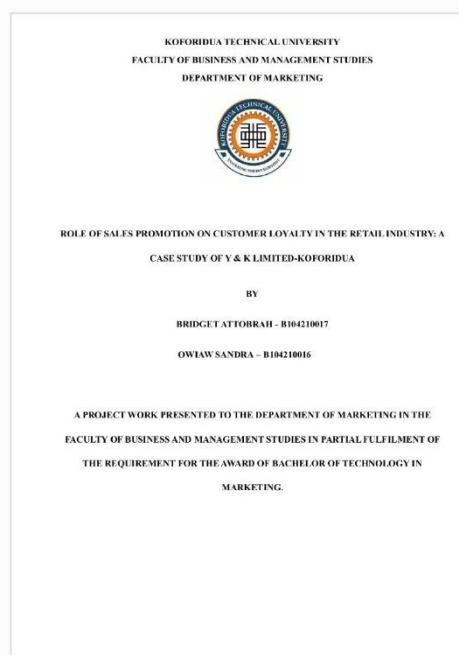 KOFORIDUA TECHNICAL UNIVERSITY
FACULTY OF BUSINESS AND MANAGEMENT STUDIES
DEPARTMENT OF MARKETING
KOFORIDUA TECHNICAL UNIVERSITY
ROLE OF SALES PROMOTION ON CUSTOMER LOYALTY IN THE RETAIL INDUSTRY: A
CASE STUDY OF Y & K LIMITED-KOFORIDUA
BY
BRIDGET ATTOBRAH - B104210017
OWIAW SANDRA – B104210016
A PROJECT WORK PRESENTED TO THE DEPARTMENT OF MARKETING IN THE
FACULTY OF BUSINESS AND MANAGEMENT STUDIES IN PARTIAL FULFILMENT OF
THE REQUIREMENT FOR THE AWARD OF BACHELOR OF TECHNOLOGY IN
MARKETING.